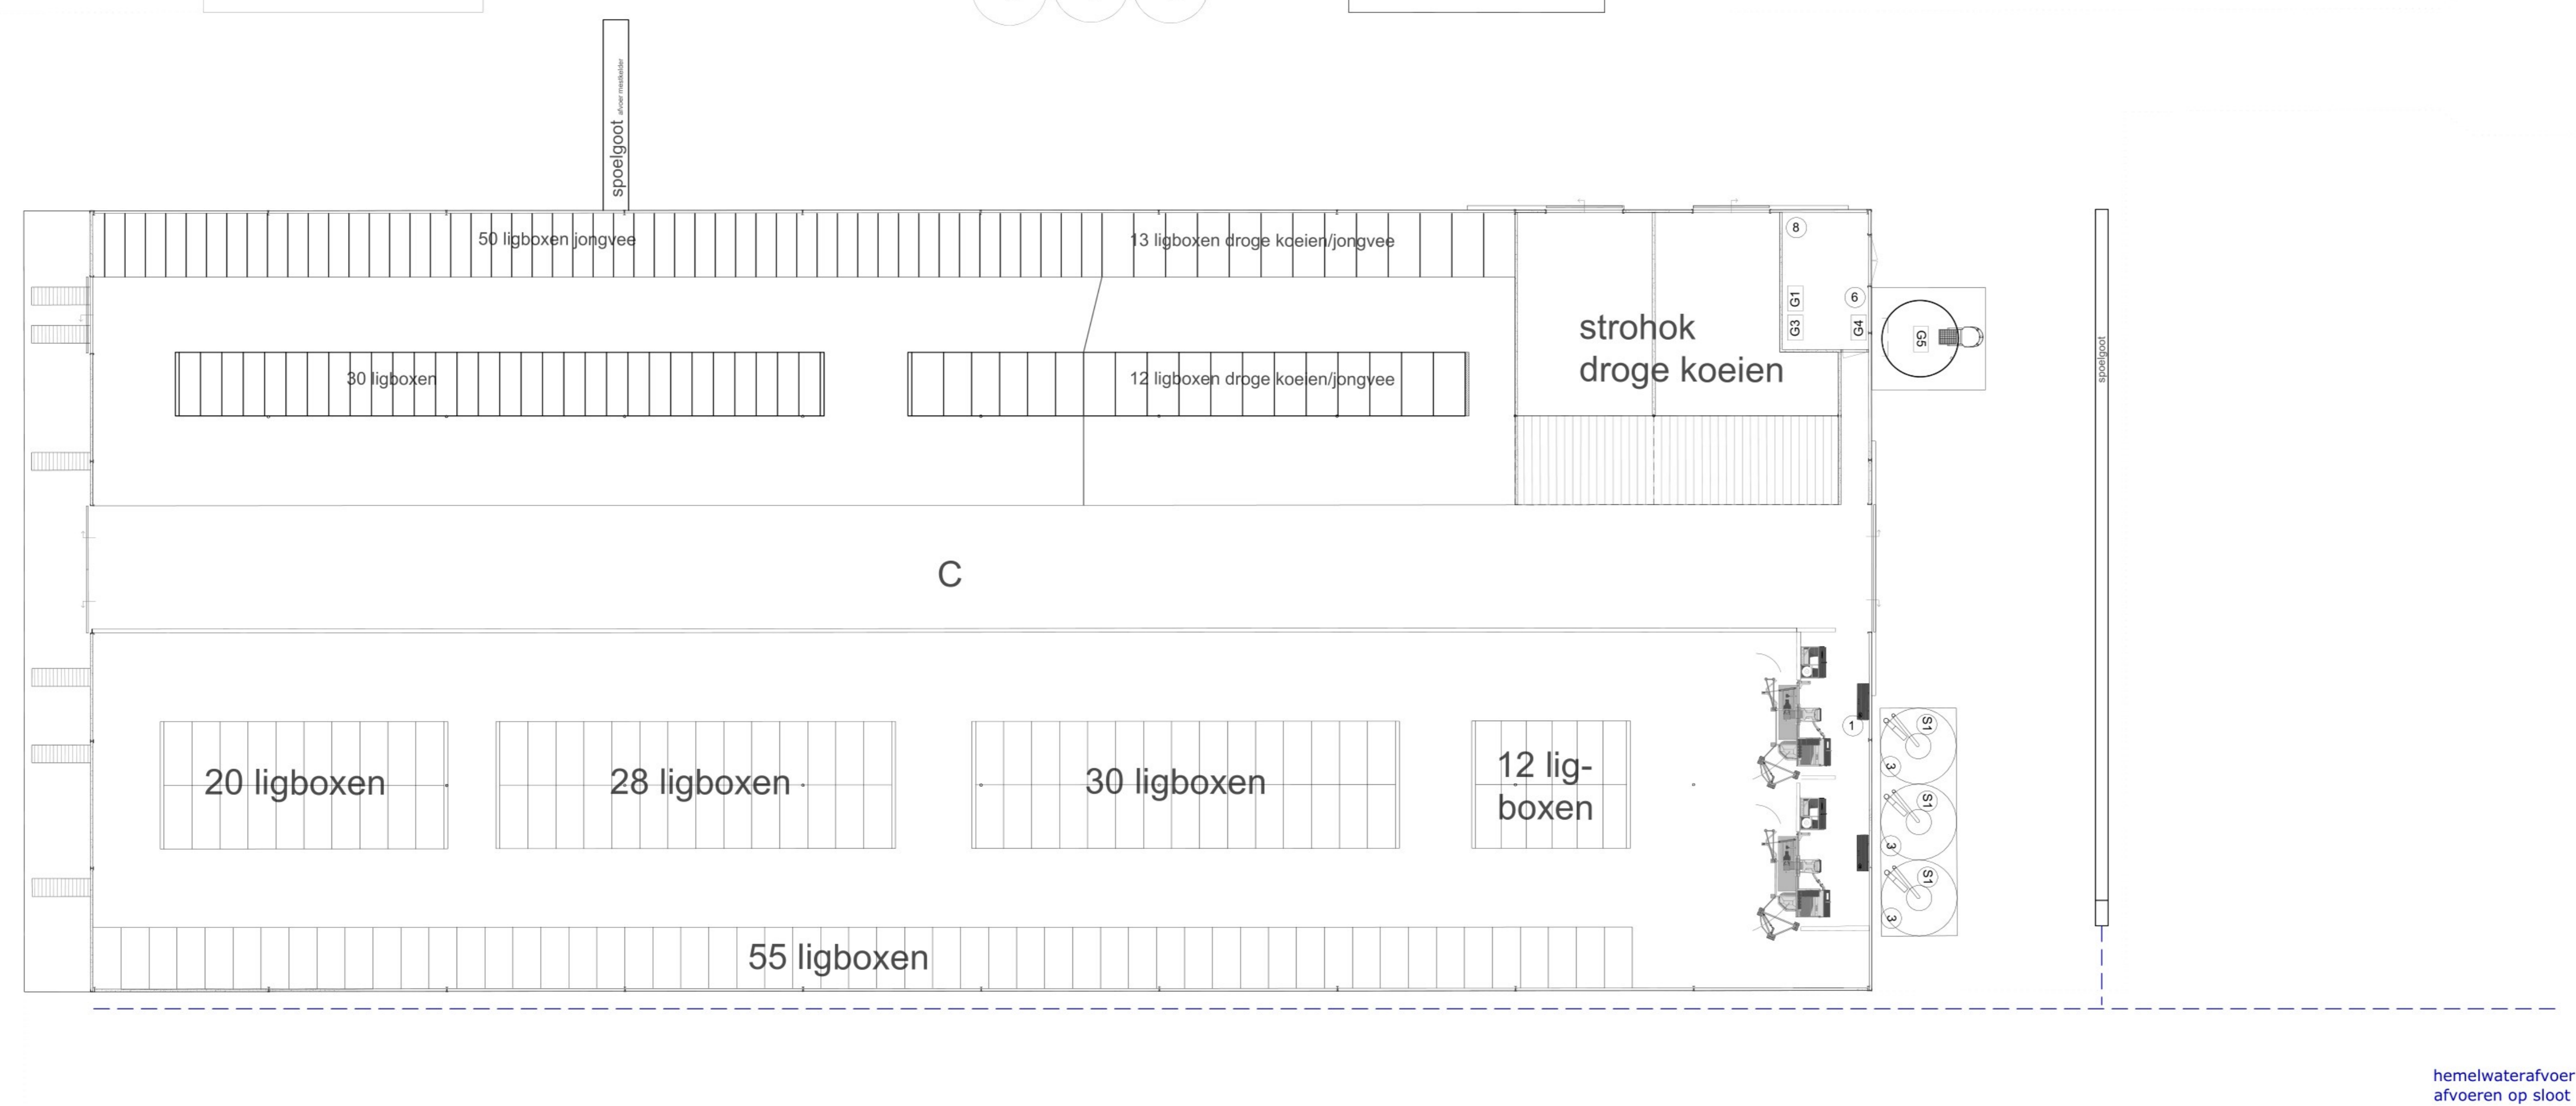 spoelgoot afvoer mestkelder
50 ligboxen jongvee
13 ligboxen droge koeien/jongvee
8
G1
6
G3
G4
G5
strohok
droge koeien
spoelgoot
30 ligboxen
12 ligboxen droge koeien/jongvee
C
1
S1
3
S1
3
S1
3
20 ligboxen
28 ligboxen
30 ligboxen
12 lig-
boxen
55 ligboxen
hemelwaterafvoer
afvoeren op sloot